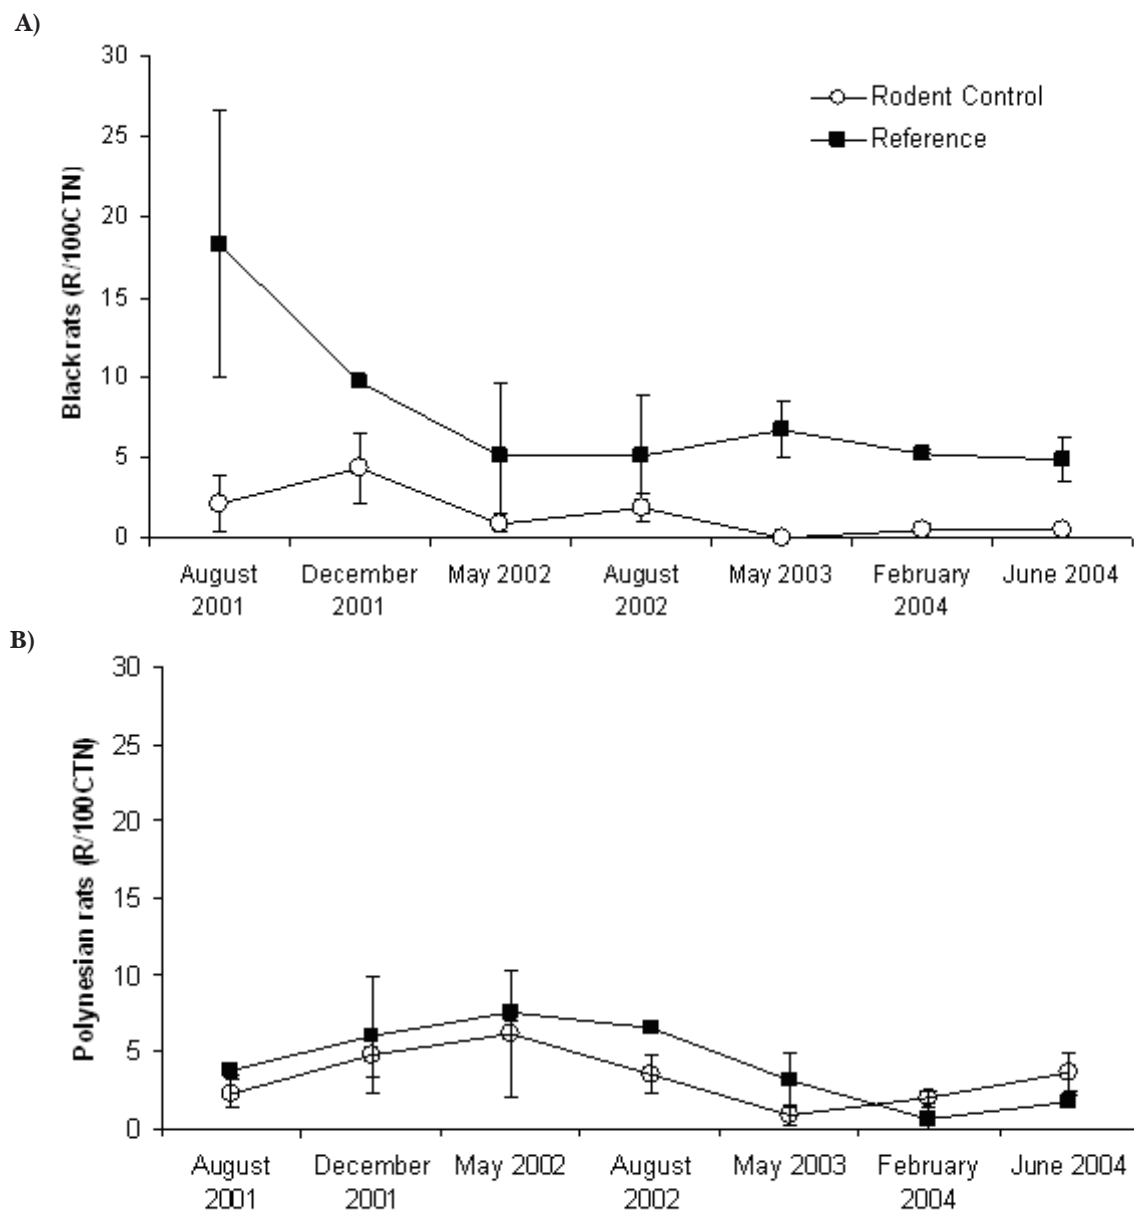 A)
30
25
20
15
10
5
0
Black rats (R/100CTN)
Rodent Control
Reference
August
2001
December
2001
May 2002
August
2002
May 2003
February
2004
June 2004
B)
30
25
20
15
10
5
0
Polynesian rats (R/100CTN)
August
2001
December
2001
May 2002
August
2002
May 2003
February
2004
June 2004